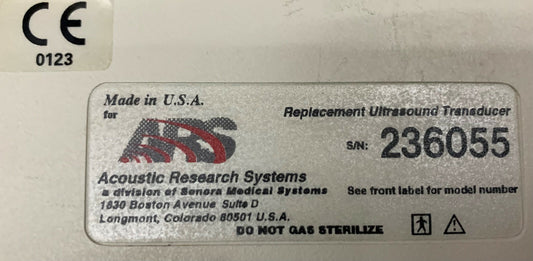 CE
0123
Made in U.S.A.
for
ARS
Replacement Ultrasound Transducer
S/N: 236055
Acoustic Research Systems
a division of Sonora Medical Systems
See front label for model number
1830 Boston Avenue Suite D
Longmont, Colorado 80501 U.S.A.
DO NOT GAS STERILIZE